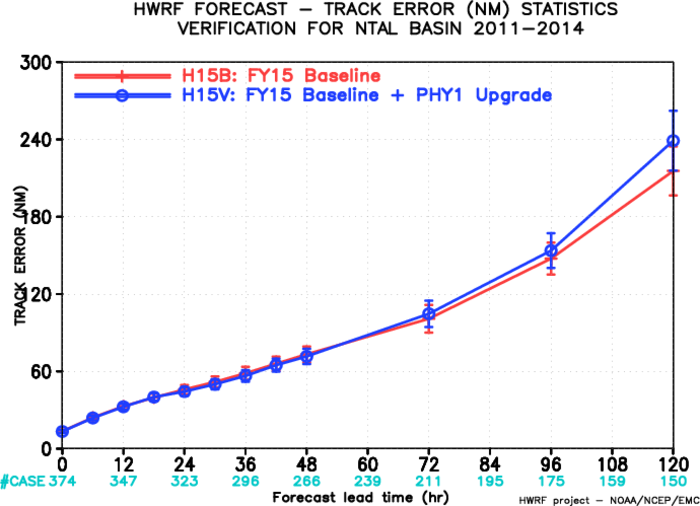 HWRF FORECAST – TRACK ERROR (NM) STATISTICS
VERIFICATION FOR NTAL BASIN 2011–2014
H15B: FY15 Baseline
H15V: FY15 Baseline + PHY1 Upgrade
TRACK ERROR (NM)
300
240
180
120
60
0
0 12 24 36 48 60 72 84 96 108 120
#CASE 374 347 323 296 266 239 211 195 175 159 150
Forecast lead time (hr)
HWRF project – NOAA/NCEP/EMC